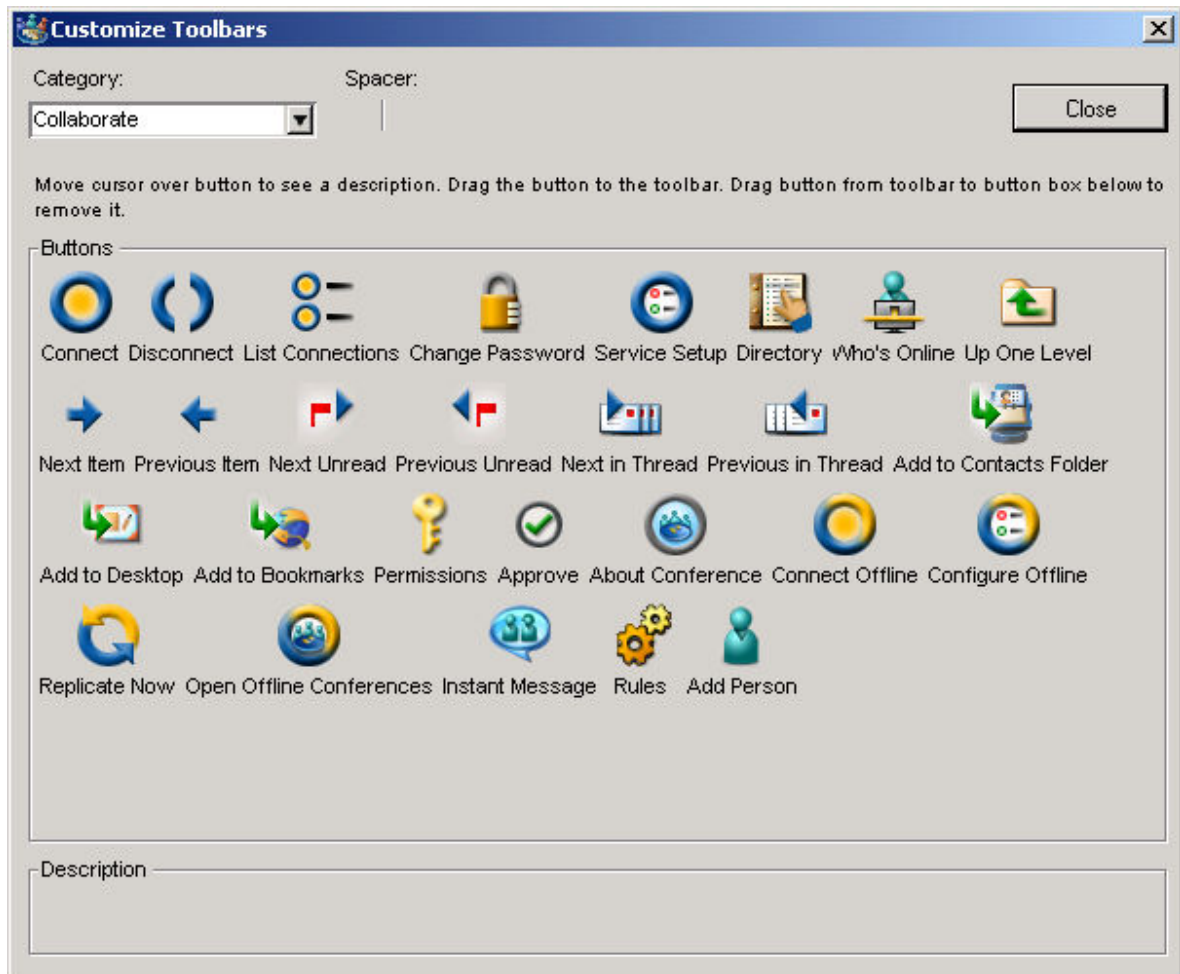 Customize Toolbars
Category: Spacer:
Collaborate
Close
Move cursor over button to see a description. Drag the button to the toolbar. Drag button from toolbar to button box below to
remove it.
Buttons
Connect Disconnect List Connections Change Password Service Setup Directory Who's Online Up One Level
Next Item Previous Item Next Unread Previous Unread Next in Thread Previous in Thread Add to Contacts Folder
Add to Desktop Add to Bookmarks Permissions Approve About Conference Connect Offline Configure Offline
Replicate Now Open Offline Conferences Instant Message Rules Add Person
Description